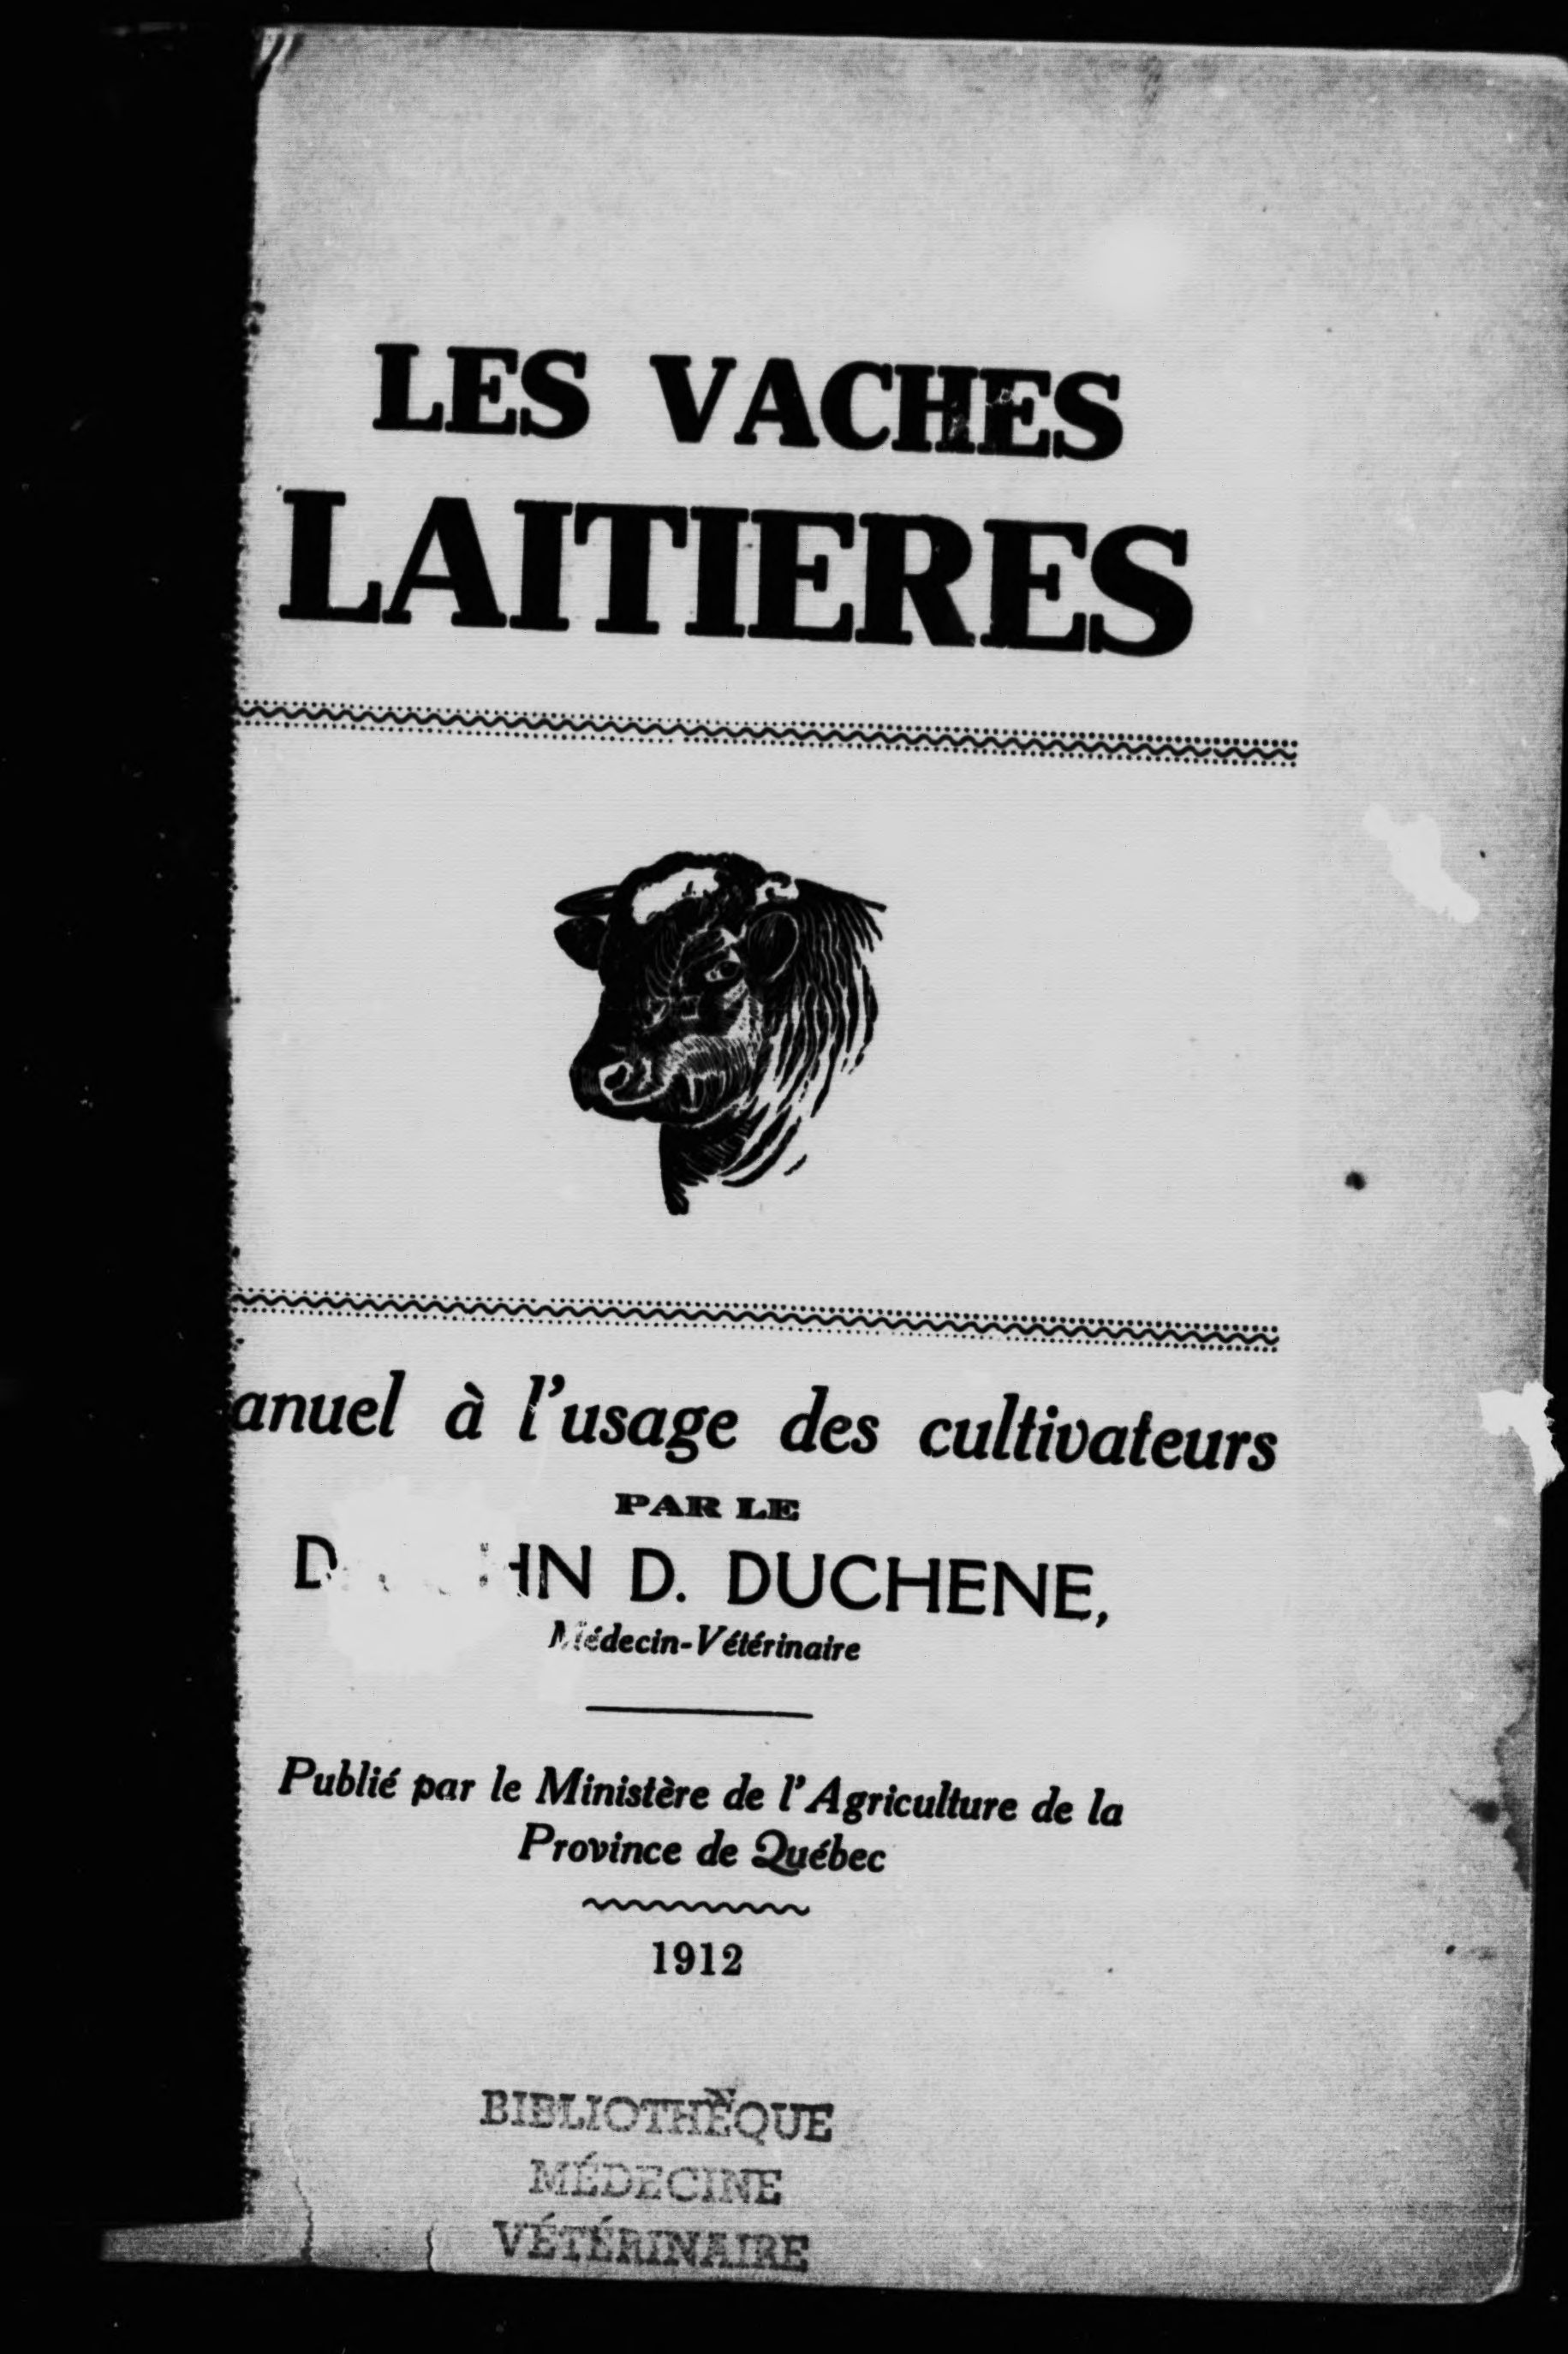 LES VACHES
LAITIERES
anuel à l'usage des cultivateurs
PAR LE
HN D. DUCHENE,
Médecin-Vétérinaire
Publié par le Ministère de l'Agriculture de la
Province de Québec
1912
BIBLIOTHÈQUE
MÉDECINE
VÉTÉRINAIRE